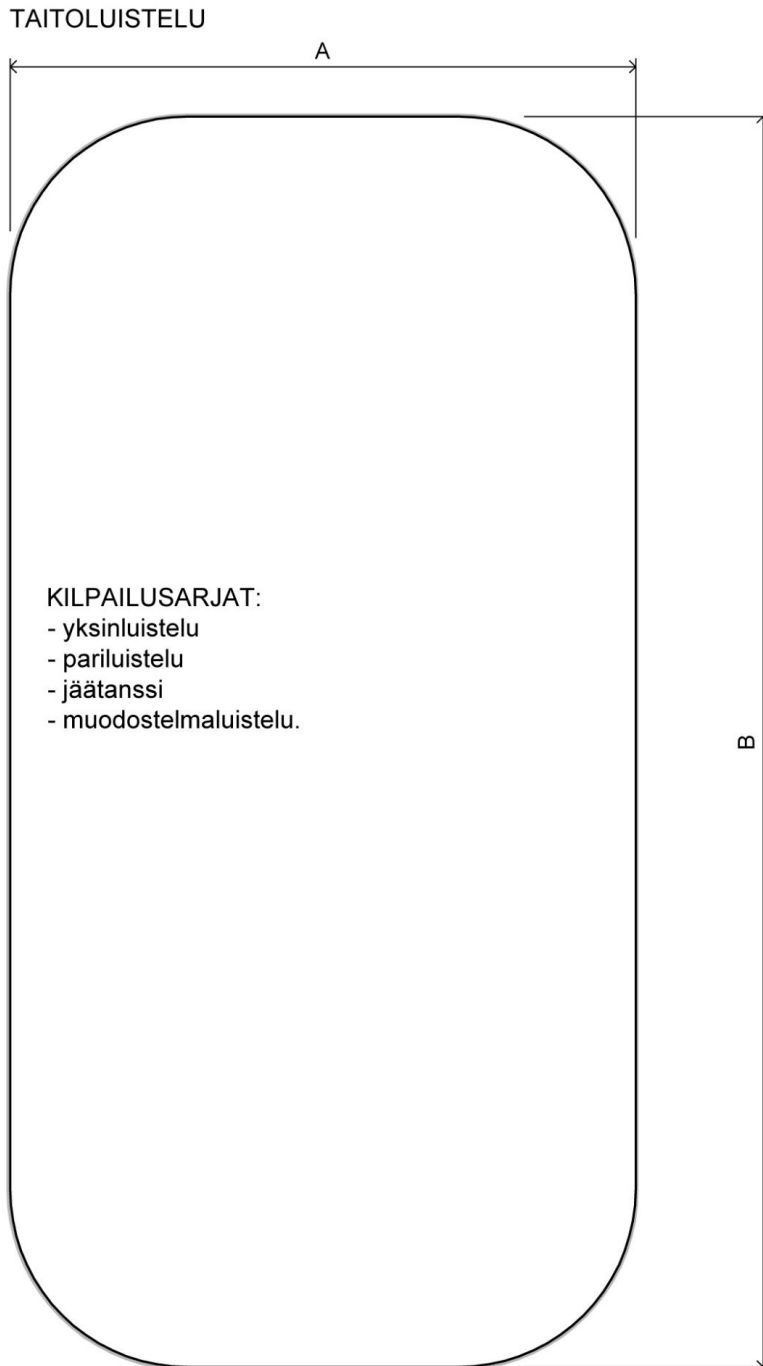 TAITOLUISTELU
A
KILPAILUSARJAT:
- yksinluistelu
- pariluistelu
- jäätanssi
- muodostelmaluistelu.
B